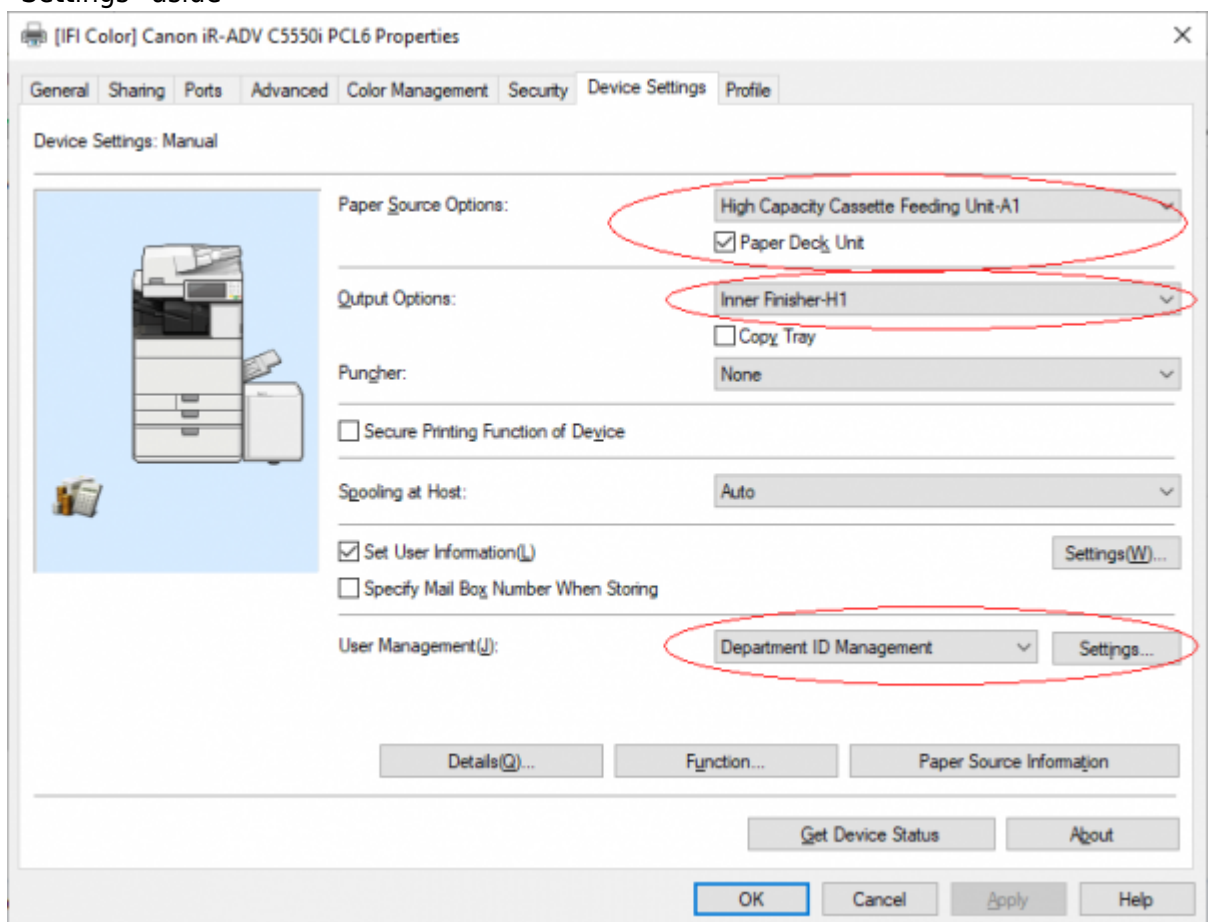 "Settings" aside
[IFI Color] Canon iR-ADV C5550i PCL6 Properties
General Sharing Ports Advanced Color Management Security Device Settings Profile
Device Settings: Manual
Paper Source Options: High Capacity Cassette Feeding Unit-A1
Paper Deck Unit
Output Options: Inner Finisher-H1
Copy Tray
Puncher: None
Secure Printing Function of Device
Spooling at Host: Auto
Set User Information(L) Settings(W)...
Specify Mail Box Number When Storing
User Management(J): Department ID Management Settings...
Details(Q)... Function... Paper Source Information
Get Device Status About
OK Cancel Apply Help